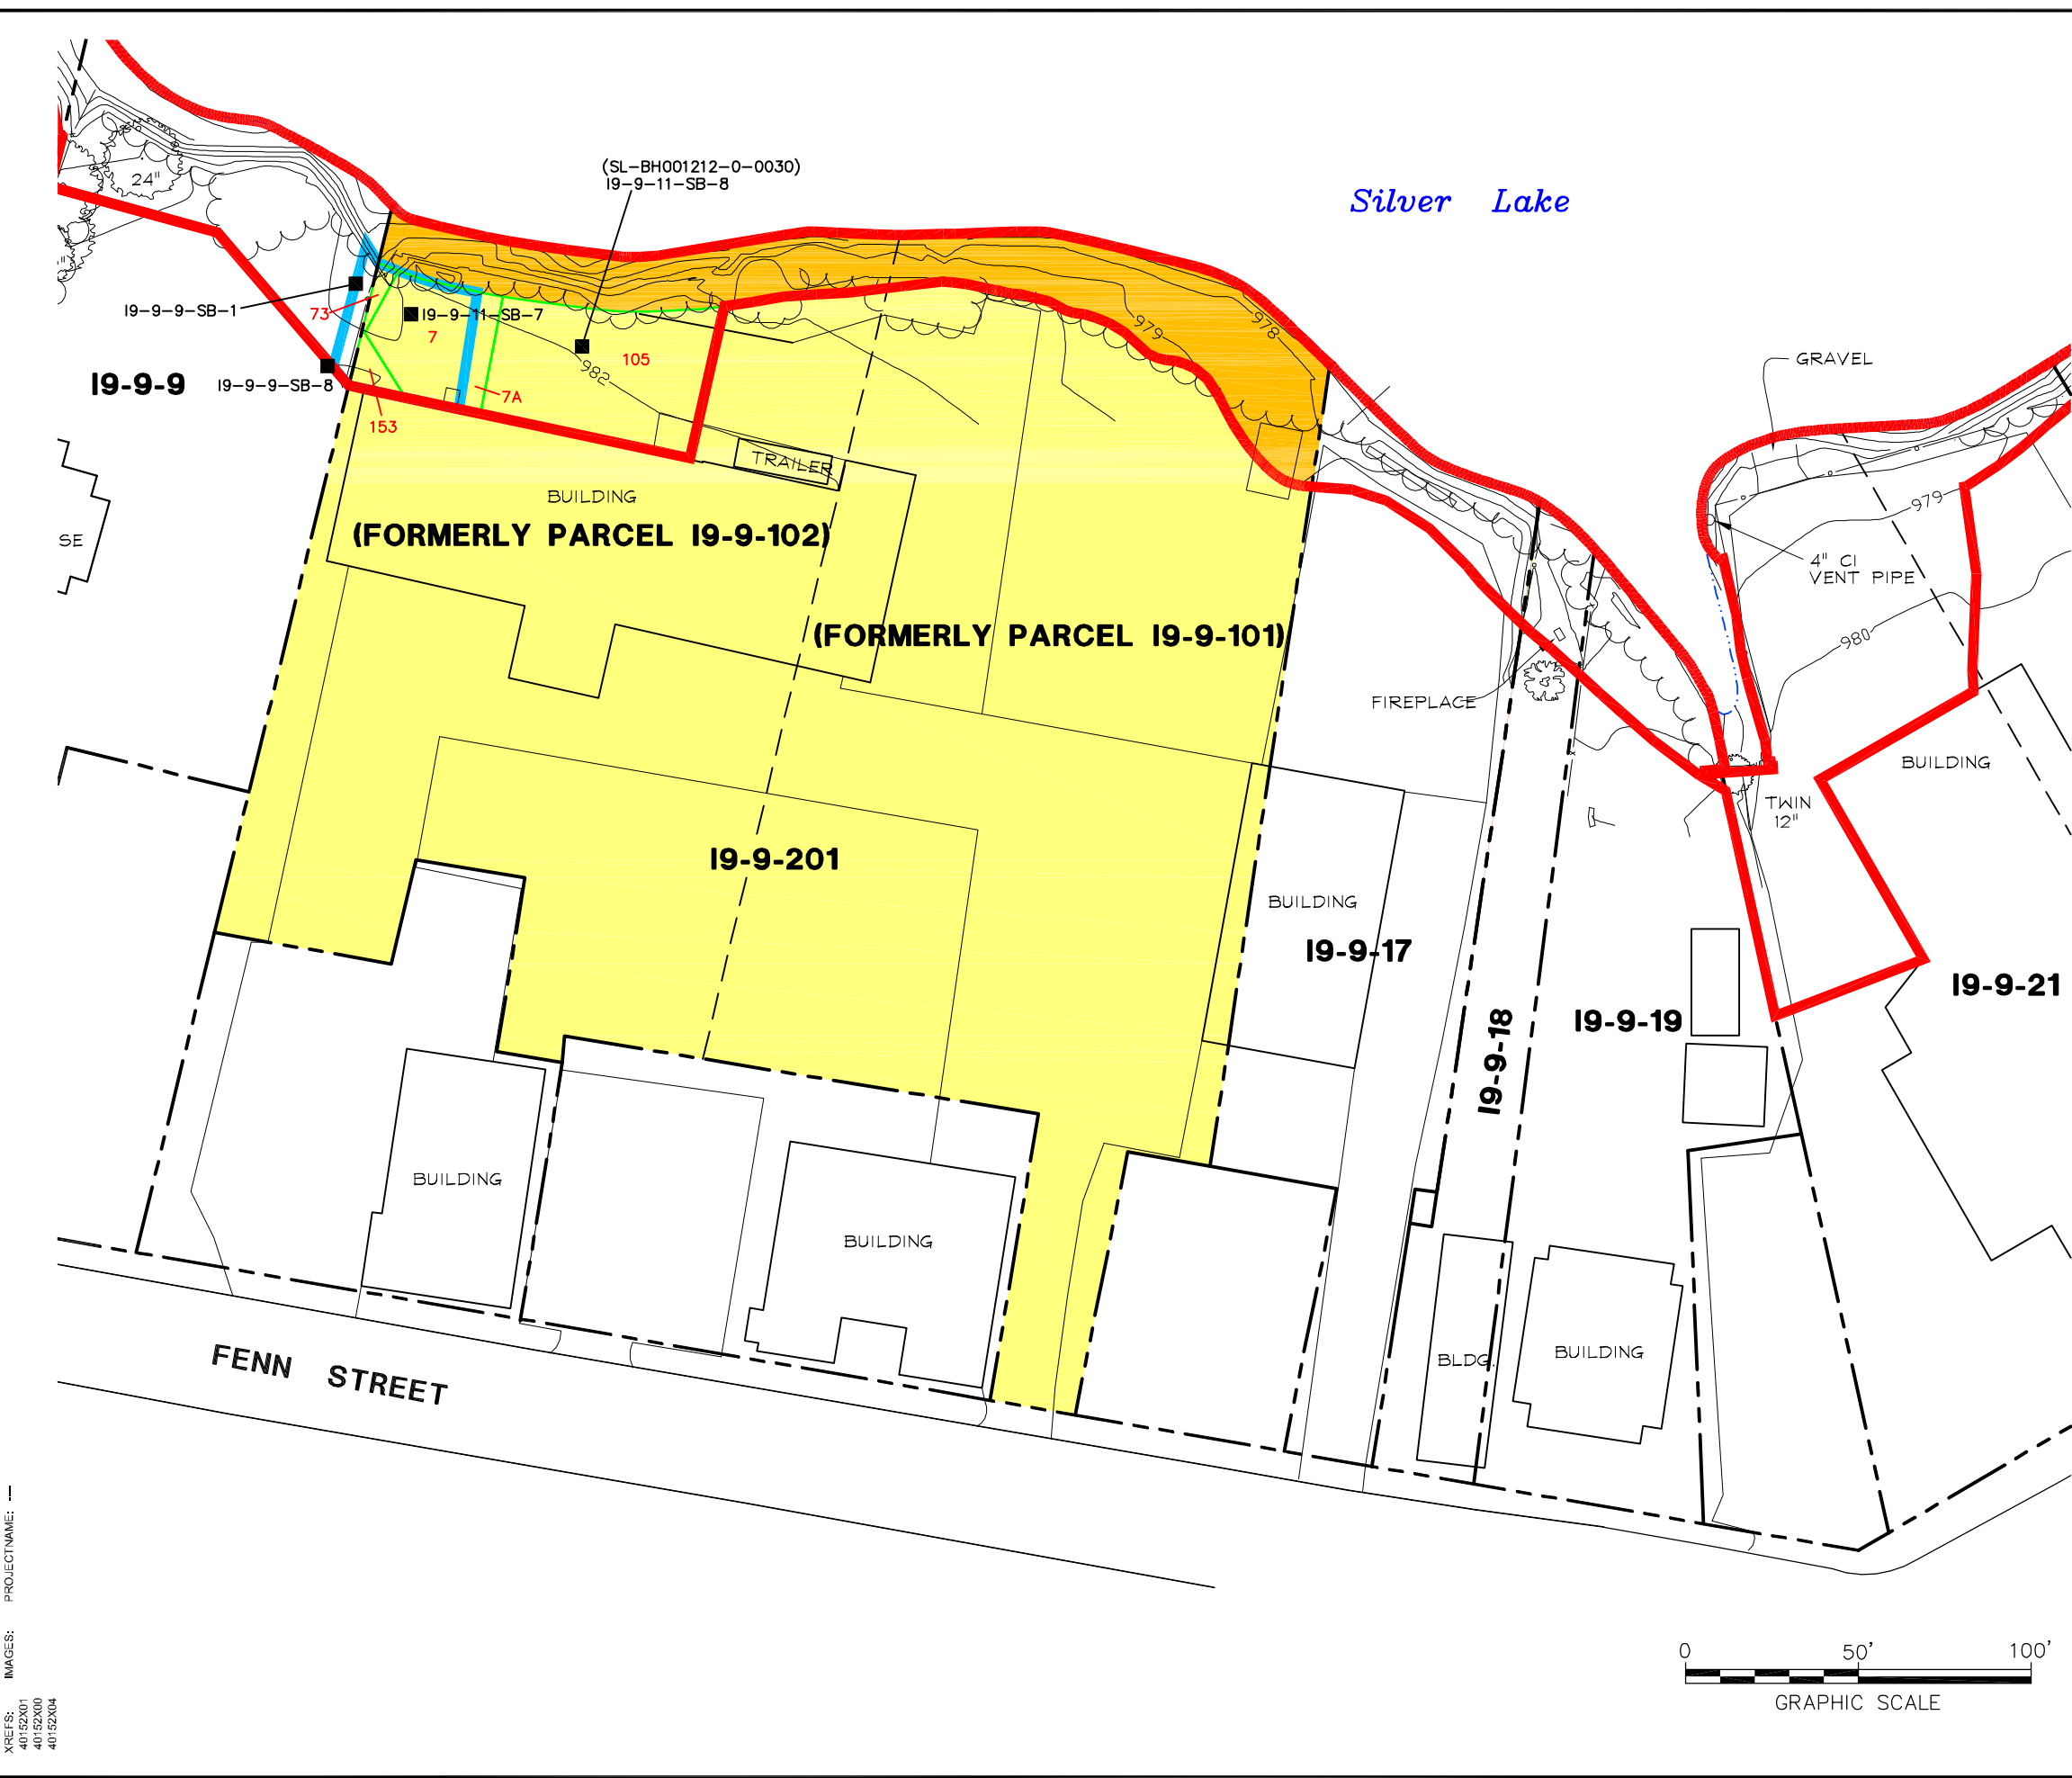 24"
(SL-BH001212-0-0030)
I9-9-11-SB-8
Silver Lake
I9-9-9-SB-1
73
I9-9-11-SB-7
7
105
982
979
978
GRAVEL
I9-9-9
I9-9-9-SB-8
7A
153
TRAILER
BUILDING
(FORMERLY PARCEL I9-9-102)
SE
979
4" CI
VENT PIPE
980
(FORMERLY PARCEL I9-9-101)
FIREPLACE
BUILDING
TWIN
12"
I9-9-201
BUILDING
I9-9-17
I9-9-18
I9-9-19
I9-9-21
BUILDING
BUILDING
BLDG.
BUILDING
FENN STREET
0 50' 100'
GRAPHIC SCALE
XREFS: IMAGES: PROJECTNAME: ---
40152X01
40152X00
40152X04